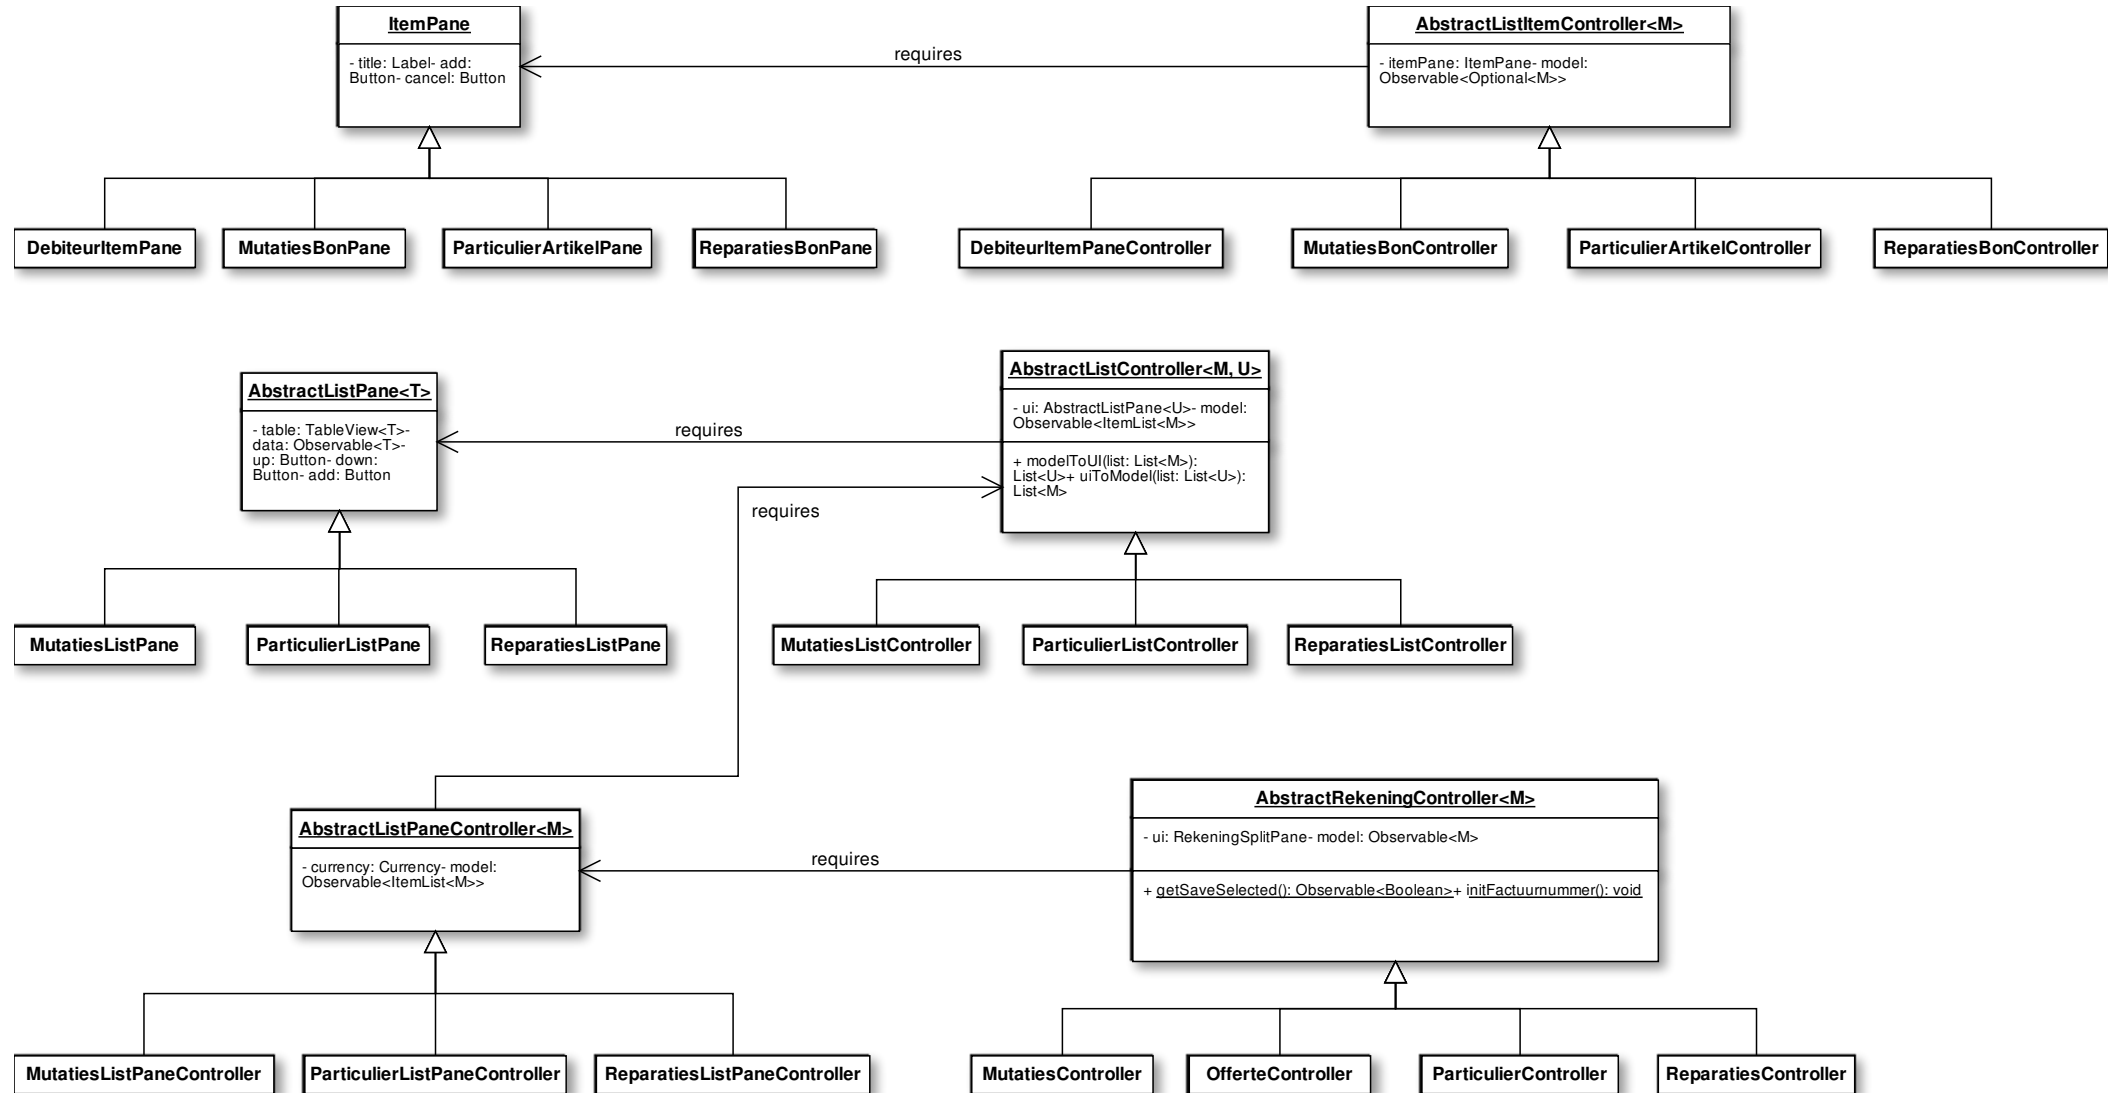 ItemPane
- title: Label- add:
Button- cancel: Button
requires
AbstractListItemController<M>
- itemPane: ItemPane- model:
Observable<Optional<M>>
DebiteurItemPane
MutatiesBonPane
ParticulierArtikelPane
ReparatiesBonPane
DebiteurItemPaneController
MutatiesBonController
ParticulierArtikelController
ReparatiesBonController
AbstractListPane<T>
- table: TableView<T>-
data: Observable<T>-
up: Button- down:
Button- add: Button
requires
AbstractListController<M, U>
- ui: AbstractListPane<U>- model:
Observable<ItemList<M>>
+ modelToUI(list: List<M>):
List<U>+ uiToModel(list: List<U>):
List<M>
requires
MutatiesListPane
ParticulierListPane
ReparatiesListPane
MutatiesListController
ParticulierListController
ReparatiesListController
AbstractListPaneController<M>
- currency: Currency- model:
Observable<ItemList<M>>
requires
AbstractRekeningController<M>
- ui: RekeningSplitPane- model: Observable<M>
+ getSaveSelected(): Observable<Boolean>+ initFactuurnummer(): void
MutatiesListPaneController
ParticulierListPaneController
ReparatiesListPaneController
MutatiesController
OfferteController
ParticulierController
ReparatiesController